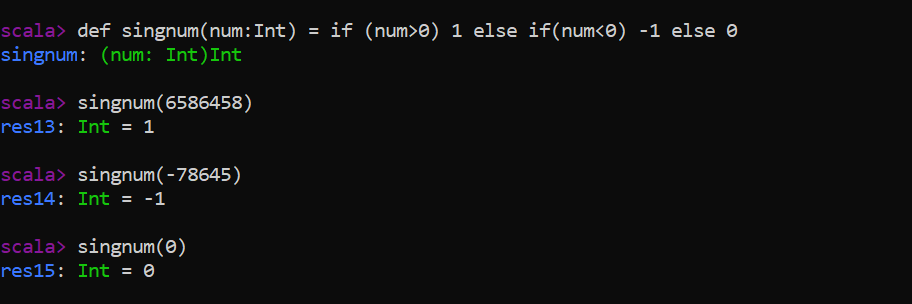 scala> def singnum(num:Int) = if (num>0) 1 else if(num<0) -1 else 0
singnum: (num: Int)Int
scala> singnum(6586458)
res13: Int = 1
scala> singnum(-78645)
res14: Int = -1
scala> singnum(0)
res15: Int = 0